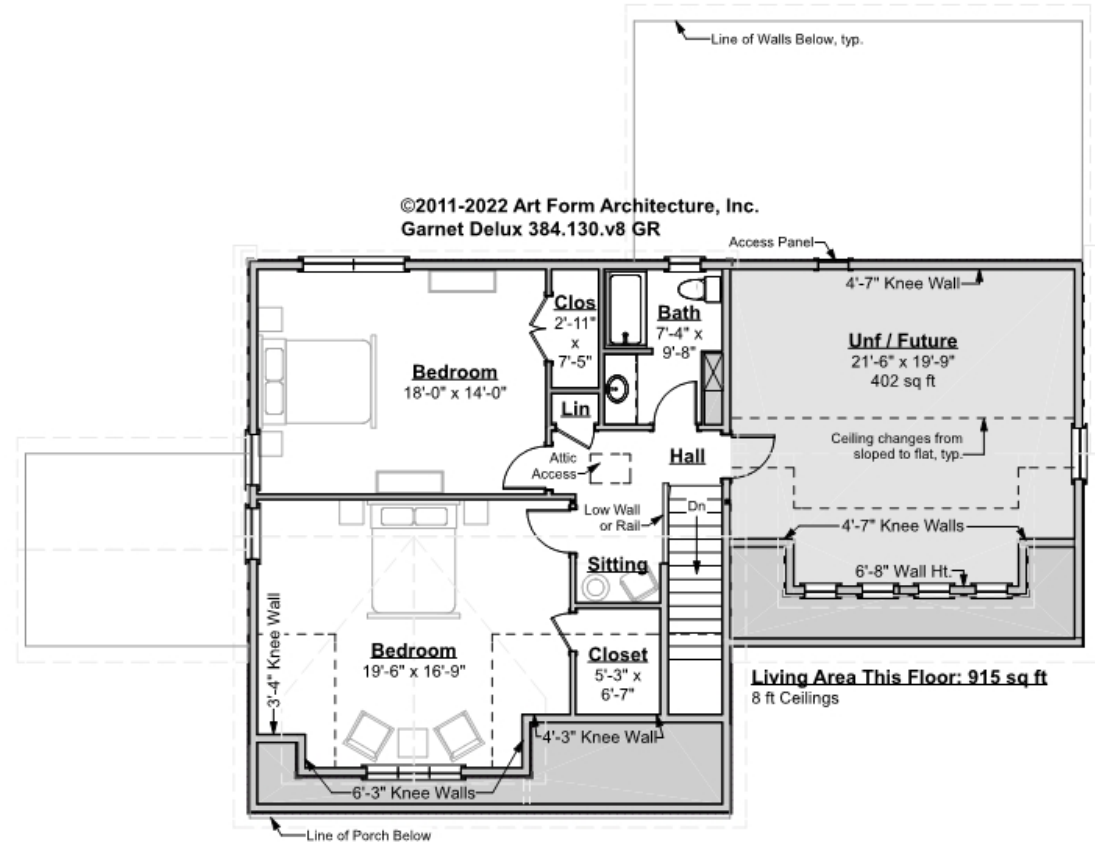 Line of Walls Below, typ.
©2011-2022 Art Form Architecture, Inc.
Garnet Delux 384.130.v8 GR
Access Panel
4'-7" Knee Wall
Clos
2'-11"
x
7'-5"
Bath
7'-4" x
9'-8"
Unf / Future
21'-6" x 19'-9"
402 sq ft
Bedroom
18'-0" x 14'-0"
Lin
Ceiling changes from
sloped to flat, typ.
Attic
Access
Hall
Low Wall
or Rail
Dn
4'-7" Knee Walls
Sitting
6'-8" Wall Ht.
3'-4" Knee Wall
Bedroom
19'-6" x 16'-9"
Closet
5'-3" x
6'-7"
Living Area This Floor: 915 sq ft
8 ft Ceilings
4'-3" Knee Wall
6'-3" Knee Walls
Line of Porch Below